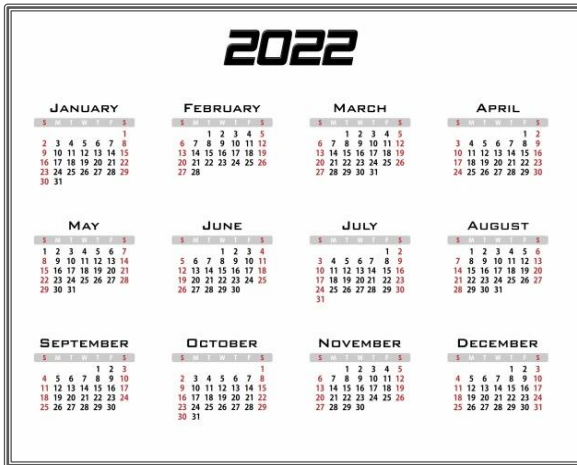 2022
JANUARY
S M T W T F S
1
2 3 4 5 6 7 8
9 10 11 12 13 14 15
16 17 18 19 20 21 22
23 24 25 26 27 28 29
30 31
FEBRUARY
S M T W T F S
1 2 3 4 5
6 7 8 9 10 11 12
13 14 15 16 17 18 19
20 21 22 23 24 25 26
27 28
MARCH
S M T W T F S
1 2 3 4 5
6 7 8 9 10 11 12
13 14 15 16 17 18 19
20 21 22 23 24 25 26
27 28 29 30 31
APRIL
S M T W T F S
1 2
3 4 5 6 7 8 9
10 11 12 13 14 15 16
17 18 19 20 21 22 23
24 25 26 27 28 29 30
MAY
S M T W T F S
1 2 3 4 5 6 7
8 9 10 11 12 13 14
15 16 17 18 19 20 21
22 23 24 25 26 27 28
29 30 31
JUNE
S M T W T F S
1 2 3 4
5 6 7 8 9 10 11
12 13 14 15 16 17 18
19 20 21 22 23 24 25
26 27 28 29 30
JULY
S M T W T F S
1 2
3 4 5 6 7 8 9
10 11 12 13 14 15 16
17 18 19 20 21 22 23
24 25 26 27 28 29 30
31
AUGUST
S M T W T F S
1 2 3 4 5 6
7 8 9 10 11 12 13
14 15 16 17 18 19 20
21 22 23 24 25 26 27
28 29 30 31
SEPTEMBER
S M T W T F S
1 2 3
4 5 6 7 8 9 10
11 12 13 14 15 16 17
18 19 20 21 22 23 24
25 26 27 28 29 30
OCTOBER
S M T W T F S
1
2 3 4 5 6 7 8
9 10 11 12 13 14 15
16 17 18 19 20 21 22
23 24 25 26 27 28 29
30 31
NOVEMBER
S M T W T F S
1 2 3 4 5
6 7 8 9 10 11 12
13 14 15 16 17 18 19
20 21 22 23 24 25 26
27 28 29 30
DECEMBER
S M T W T F S
1 2 3
4 5 6 7 8 9 10
11 12 13 14 15 16 17
18 19 20 21 22 23 24
25 26 27 28 29 30 31